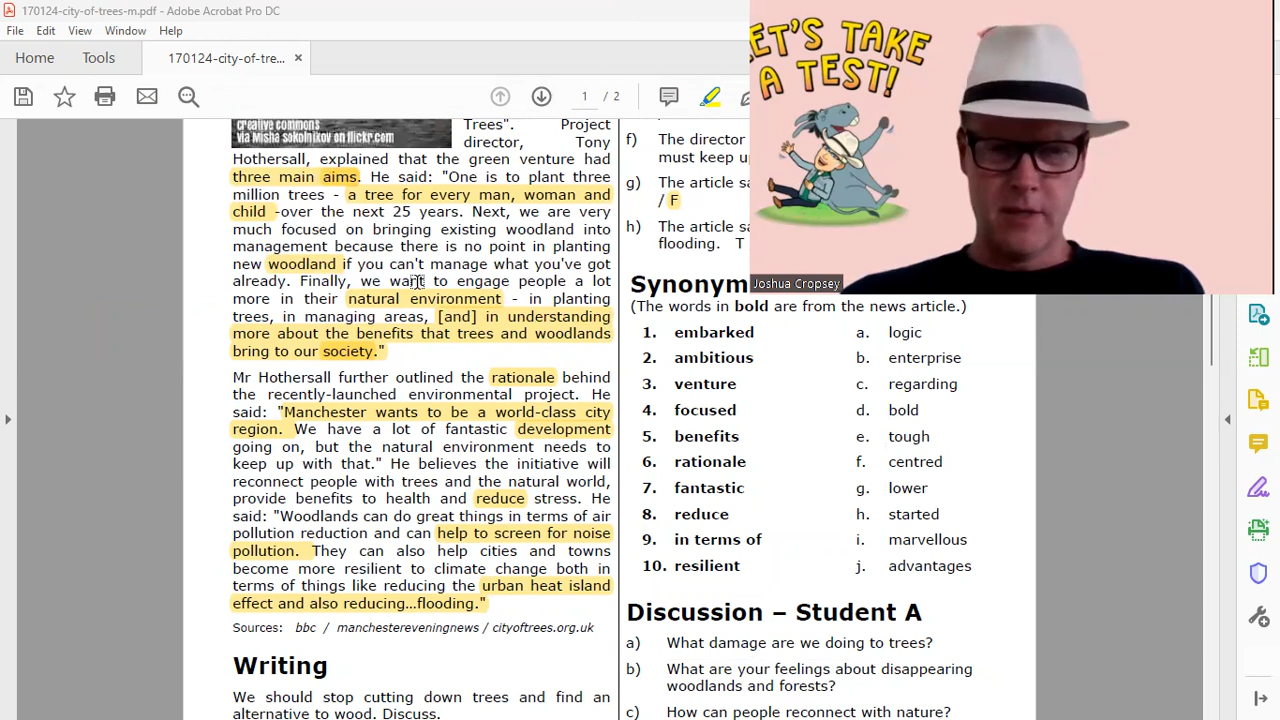 170124-city-of-trees-m.pdf - Adobe Acrobat Pro DC
File Edit View Window Help
Home Tools 170124-city-of-tre... ×
1 / 2
LET'S TAKE
A TEST!
Joshua Cropsey
creative commons
via Misha Sokolnikov on flickr.com
Trees". Project
director, Tony
Hothersall, explained that the green venture had
three main aims. He said: "One is to plant three
million trees - a tree for every man, woman and
child -over the next 25 years. Next, we are very
much focused on bringing existing woodland into
management because there is no point in planting
new woodland if you can't manage what you've got
already. Finally, we want to engage people a lot
more in their natural environment - in planting
trees, in managing areas, [and] in understanding
more about the benefits that trees and woodlands
bring to our society."
Mr Hothersall further outlined the rationale behind
the recently-launched environmental project. He
said: "Manchester wants to be a world-class city
region. We have a lot of fantastic development
going on, but the natural environment needs to
keep up with that." He believes the initiative will
reconnect people with trees and the natural world,
provide benefits to health and reduce stress. He
said: "Woodlands can do great things in terms of air
pollution reduction and can help to screen for noise
pollution. They can also help cities and towns
become more resilient to climate change both in
terms of things like reducing the urban heat island
effect and also reducing...flooding."
Sources: bbc / manchestereveningnews / cityoftrees.org.uk
Writing
We should stop cutting down trees and find an
alternative to wood. Discuss.
f) The director
must keep up
g) The article sa
/ F
h) The article sa
flooding. T
Synonym
(The words in bold are from the news article.)
1. embarked a. logic
2. ambitious b. enterprise
3. venture c. regarding
4. focused d. bold
5. benefits e. tough
6. rationale f. centred
7. fantastic g. lower
8. reduce h. started
9. in terms of i. marvellous
10. resilient j. advantages
Discussion – Student A
a) What damage are we doing to trees?
b) What are your feelings about disappearing
woodlands and forests?
c) How can people reconnect with nature?